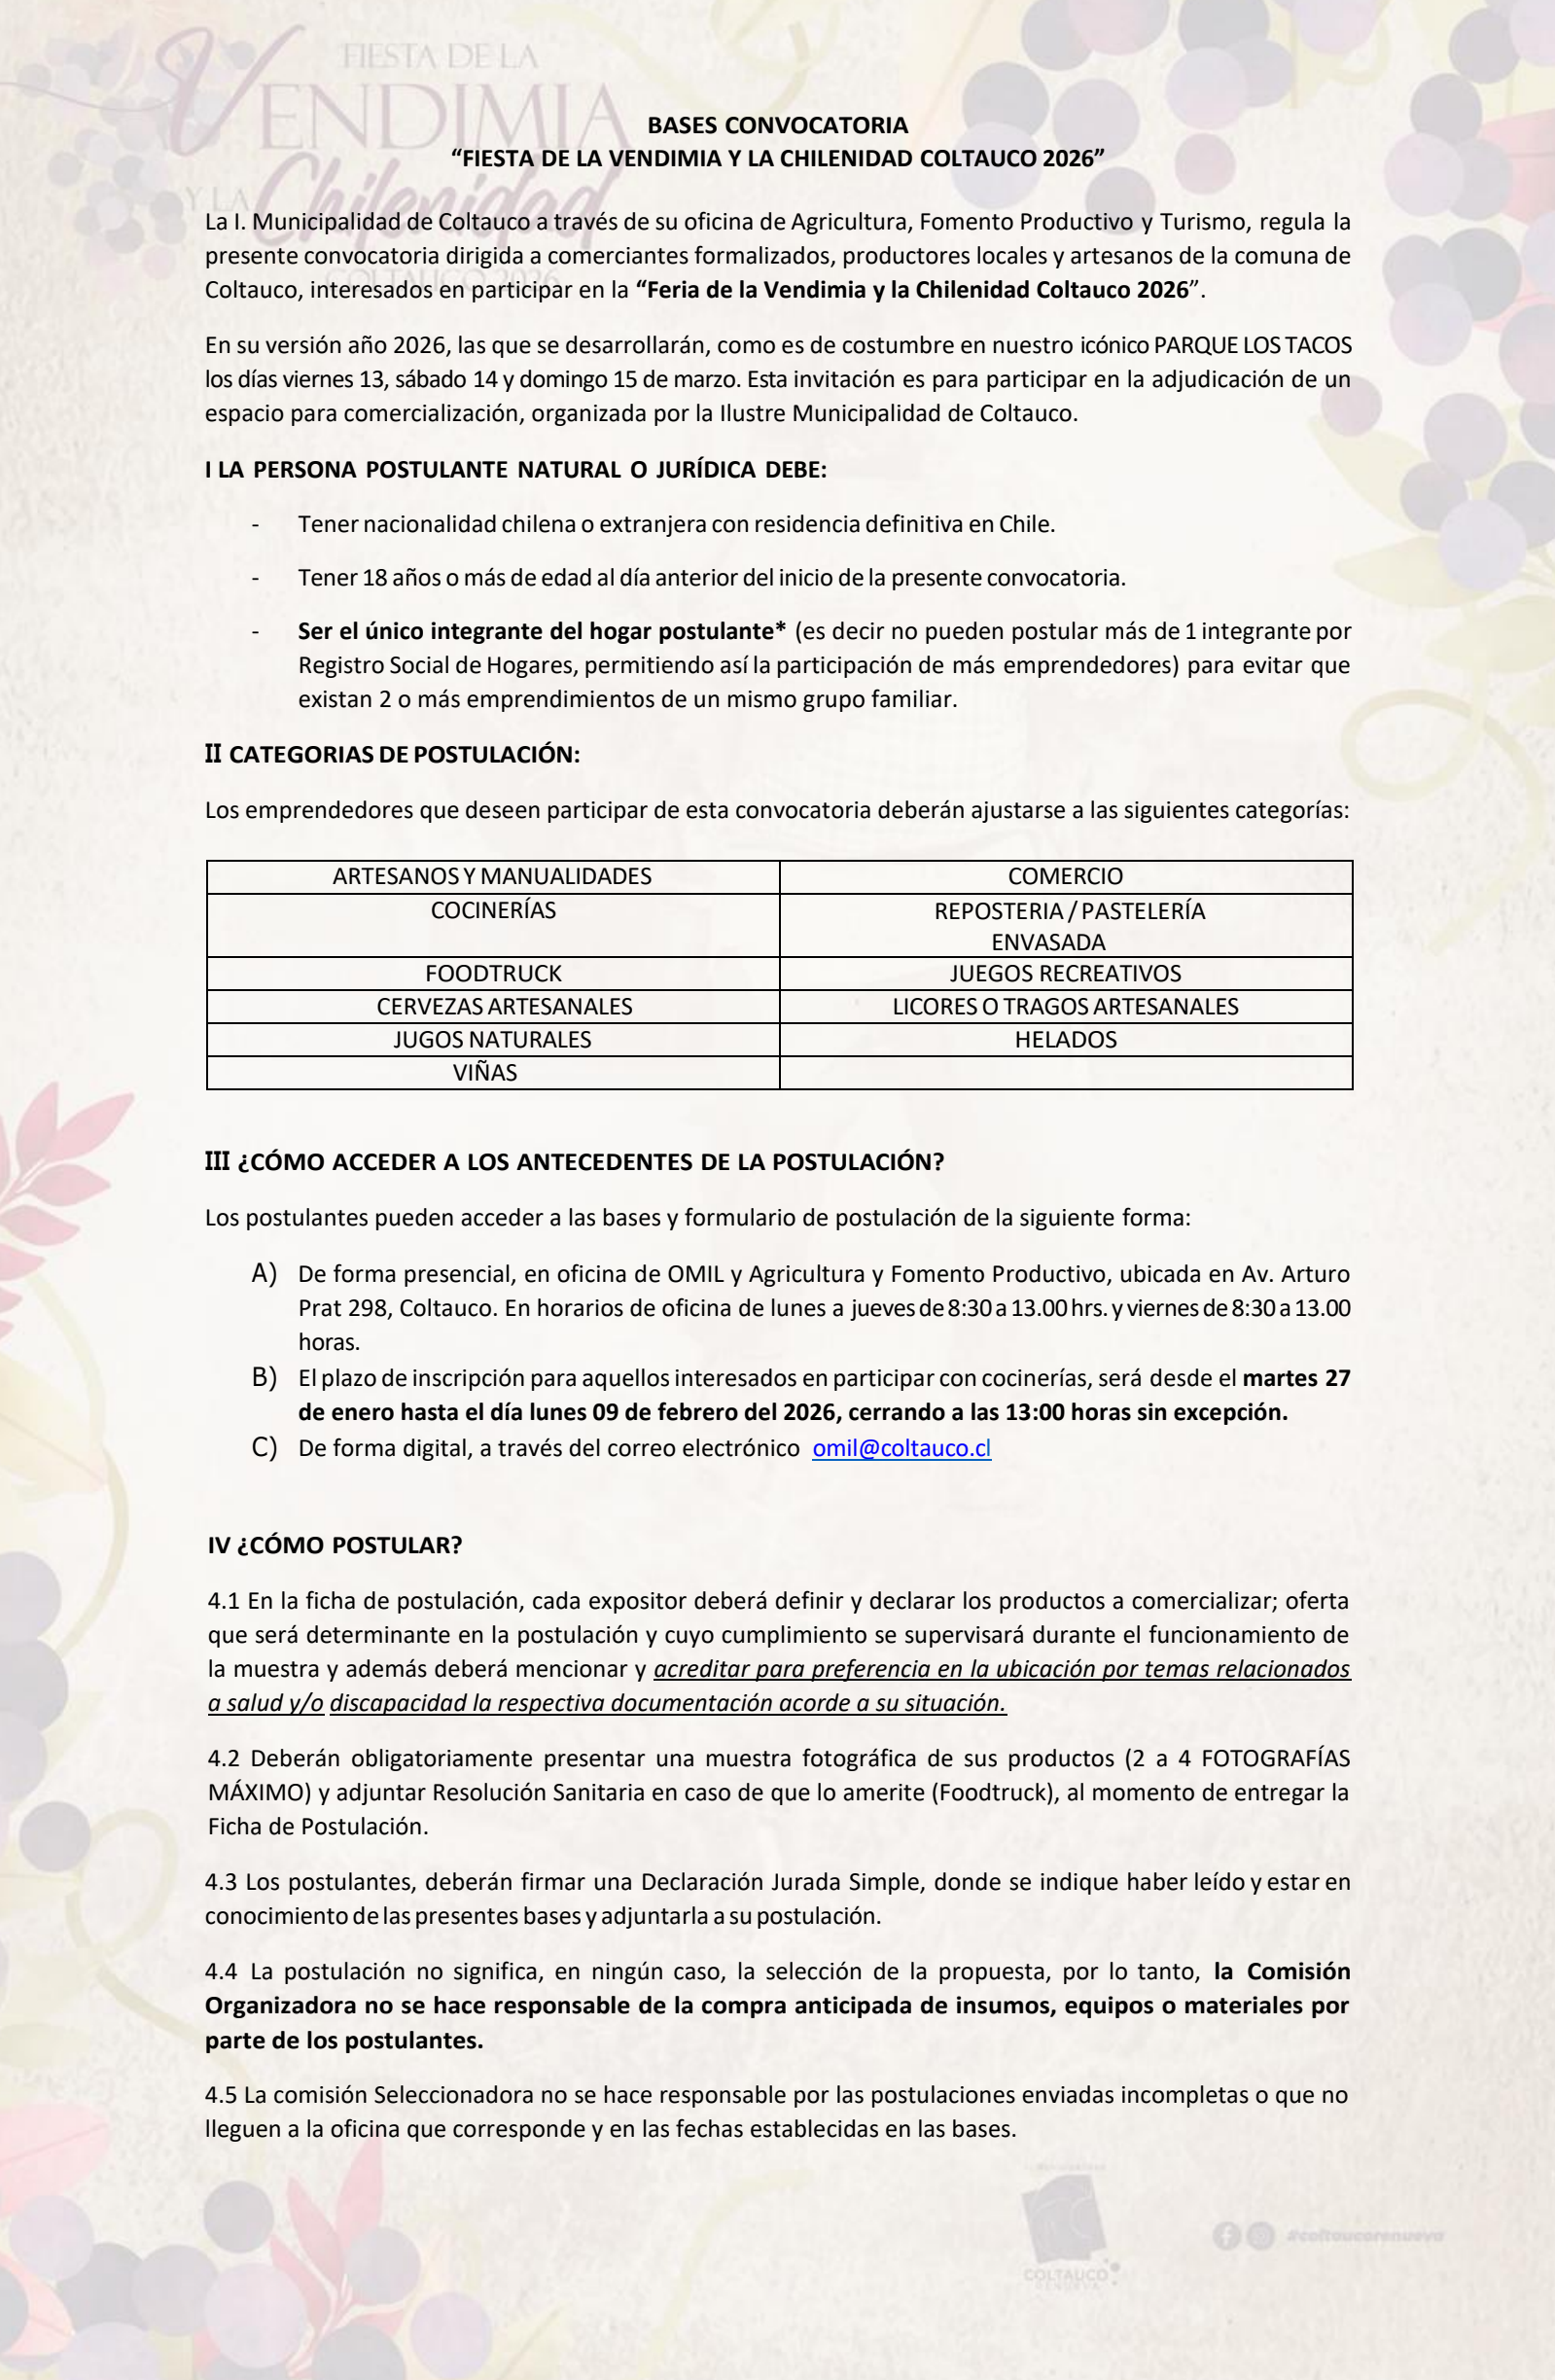 FIESTA DE LA
VENDIMIA
Y LA Chilenidad
COLTAUCO 2026
BASES CONVOCATORIA
“FIESTA DE LA VENDIMIA Y LA CHILENIDAD COLTAUCO 2026”
La I. Municipalidad de Coltauco a través de su oficina de Agricultura, Fomento Productivo y Turismo, regula la
presente convocatoria dirigida a comerciantes formalizados, productores locales y artesanos de la comuna de
Coltauco, interesados en participar en la “Feria de la Vendimia y la Chilenidad Coltauco 2026”.
En su versión año 2026, las que se desarrollarán, como es de costumbre en nuestro icónico PARQUE LOS TACOS
los días viernes 13, sábado 14 y domingo 15 de marzo. Esta invitación es para participar en la adjudicación de un
espacio para comercialización, organizada por la Ilustre Municipalidad de Coltauco.
I LA PERSONA POSTULANTE NATURAL O JURÍDICA DEBE:
- Tener nacionalidad chilena o extranjera con residencia definitiva en Chile.
- Tener 18 años o más de edad al día anterior del inicio de la presente convocatoria.
- Ser el único integrante del hogar postulante* (es decir no pueden postular más de 1 integrante por
Registro Social de Hogares, permitiendo así la participación de más emprendedores) para evitar que
existan 2 o más emprendimientos de un mismo grupo familiar.
II CATEGORIAS DE POSTULACIÓN:
Los emprendedores que deseen participar de esta convocatoria deberán ajustarse a las siguientes categorías:
ARTESANOS Y MANUALIDADES COMERCIO
COCINERÍAS REPOSTERIA / PASTELERÍA
ENVASADA
FOODTRUCK JUEGOS RECREATIVOS
CERVEZAS ARTESANALES LICORES O TRAGOS ARTESANALES
JUGOS NATURALES HELADOS
VIÑAS
III ¿CÓMO ACCEDER A LOS ANTECEDENTES DE LA POSTULACIÓN?
Los postulantes pueden acceder a las bases y formulario de postulación de la siguiente forma:
A) De forma presencial, en oficina de OMIL y Agricultura y Fomento Productivo, ubicada en Av. Arturo
Prat 298, Coltauco. En horarios de oficina de lunes a jueves de 8:30 a 13.00 hrs. y viernes de 8:30 a 13.00
horas.
B) El plazo de inscripción para aquellos interesados en participar con cocinerías, será desde el martes 27
de enero hasta el día lunes 09 de febrero del 2026, cerrando a las 13:00 horas sin excepción.
C) De forma digital, a través del correo electrónico omil@coltauco.cl
IV ¿CÓMO POSTULAR?
4.1 En la ficha de postulación, cada expositor deberá definir y declarar los productos a comercializar; oferta
que será determinante en la postulación y cuyo cumplimiento se supervisará durante el funcionamiento de
la muestra y además deberá mencionar y acreditar para preferencia en la ubicación por temas relacionados
a salud y/o discapacidad la respectiva documentación acorde a su situación.
4.2 Deberán obligatoriamente presentar una muestra fotográfica de sus productos (2 a 4 FOTOGRAFÍAS
MÁXIMO) y adjuntar Resolución Sanitaria en caso de que lo amerite (Foodtruck), al momento de entregar la
Ficha de Postulación.
4.3 Los postulantes, deberán firmar una Declaración Jurada Simple, donde se indique haber leído y estar en
conocimiento de las presentes bases y adjuntarla a su postulación.
4.4 La postulación no significa, en ningún caso, la selección de la propuesta, por lo tanto, la Comisión
Organizadora no se hace responsable de la compra anticipada de insumos, equipos o materiales por
parte de los postulantes.
4.5 La comisión Seleccionadora no se hace responsable por las postulaciones enviadas incompletas o que no
lleguen a la oficina que corresponde y en las fechas establecidas en las bases.
COLTAUCO
RENUEVA
#coltaucorenueva